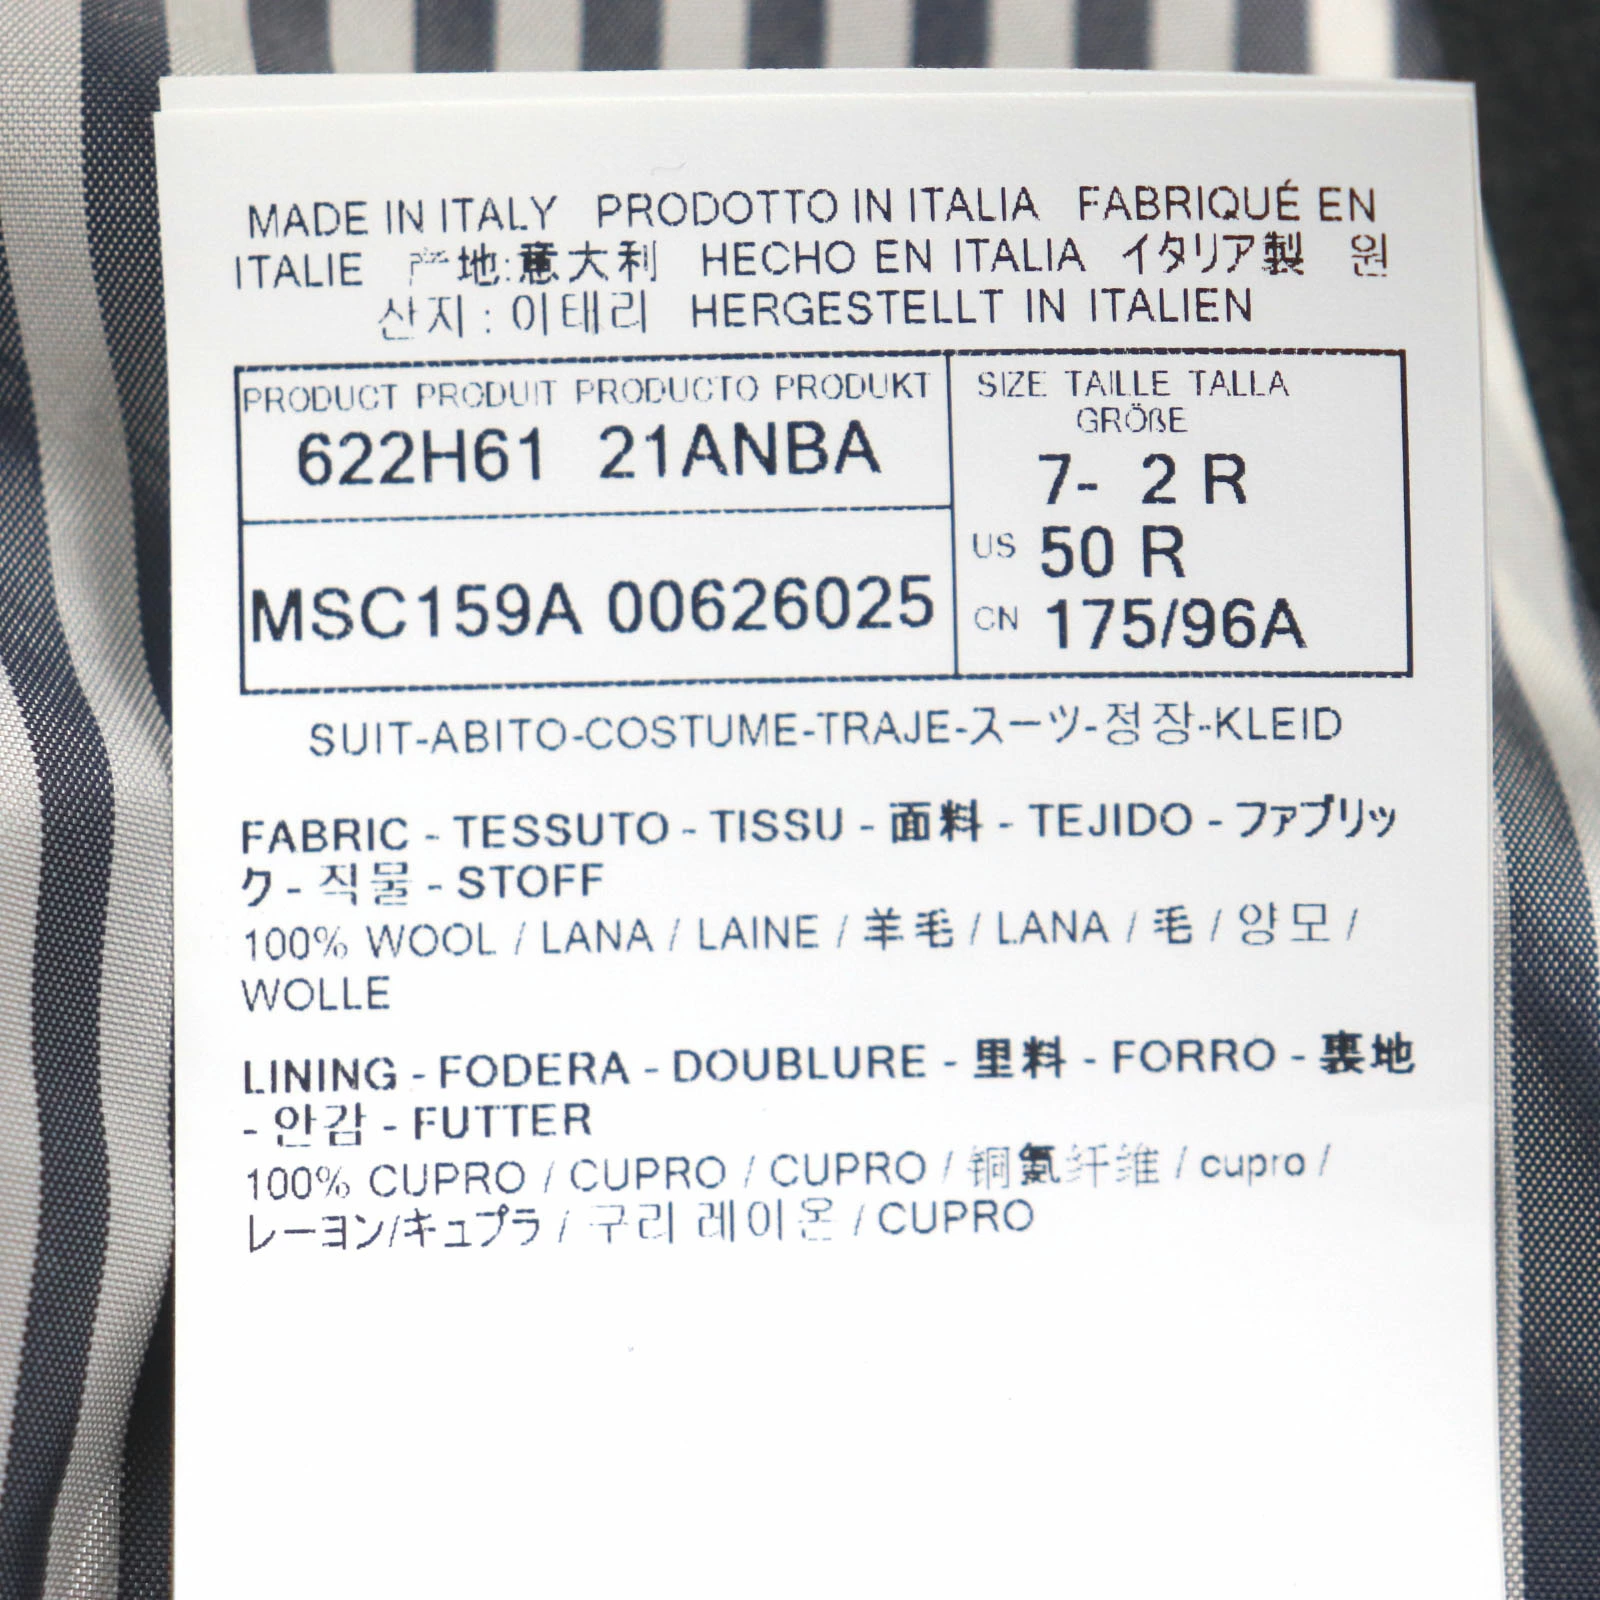 MADE IN ITALY PRODOTTO IN ITALIA FABRIQUÉ EN
ITALIE 产地:意大利 HECHO EN ITALIA イタリア製 원
산지 : 이태리 HERGESTELLT IN ITALIEN
PRODUCT PRODUIT PRODUCTO PRODUKT
622H61 21ANBA
MSC159A 00626025
SIZE TAILLE TALLA
GRÖßE
7- 2 R
US 50 R
CN 175/96A
SUIT-ABITO-COSTUME-TRAJE-スーツ-정장-KLEID
FABRIC - TESSUTO - TISSU - 面料 - TEJIDO - ファブリッ
ク - 직물 - STOFF
100% WOOL / LANA / LAINE / 羊毛 / LANA / 毛 / 양모 /
WOLLE
LINING - FODERA - DOUBLURE - 里料 - FORRO - 裏地
- 안감 - FUTTER
100% CUPRO / CUPRO / CUPRO / 铜氨纤维 / cupro /
レーヨン/キュプラ / 구리 레이온 / CUPRO